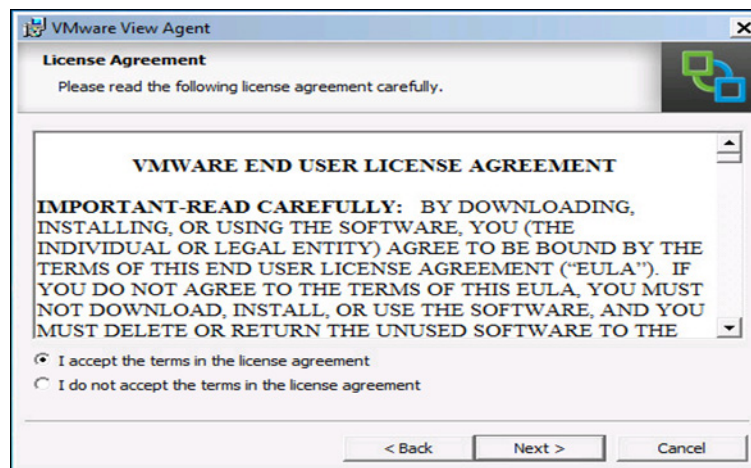 VMware View Agent
License Agreement
Please read the following license agreement carefully.
VMWARE END USER LICENSE AGREEMENT
IMPORTANT-READ CAREFULLY: BY DOWNLOADING,
INSTALLING, OR USING THE SOFTWARE, YOU (THE
INDIVIDUAL OR LEGAL ENTITY) AGREE TO BE BOUND BY THE
TERMS OF THIS END USER LICENSE AGREEMENT (“EULA”). IF
YOU DO NOT AGREE TO THE TERMS OF THIS EULA, YOU MUST
NOT DOWNLOAD, INSTALL, OR USE THE SOFTWARE, AND YOU
MUST DELETE OR RETURN THE UNUSED SOFTWARE TO THE
I accept the terms in the license agreement
I do not accept the terms in the license agreement
< Back Next > Cancel